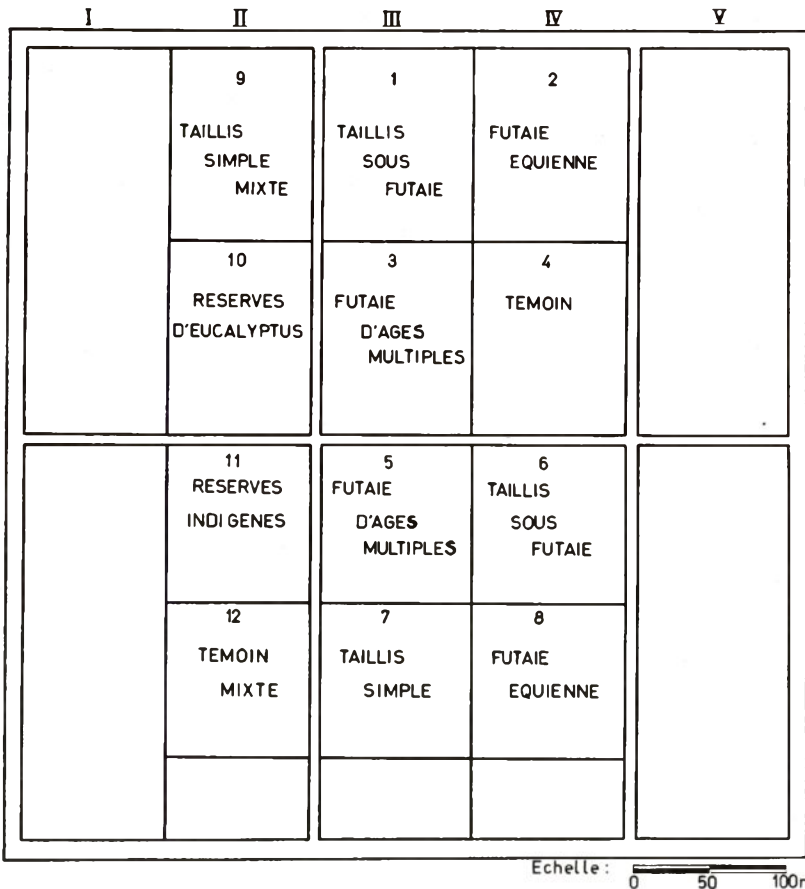 I II III IV V
9
TAILLIS
SIMPLE
MIXTE
1
TAILLIS
SOUS
FUTAIE
2
FUTAIE
EQUIENNE
10
RESERVES
D'EUCALYPTUS
3
FUTAIE
D'AGES
MULTIPLES
4
TEMOIN
11
RESERVES
INDIGENES
5
FUTAIE
D'AGES
MULTIPLES
6
TAILLIS
SOUS
FUTAIE
12
TEMOIN
MIXTE
7
TAILLIS
SIMPLE
8
FUTAIE
EQUIENNE
Echelle :
0 50 100m